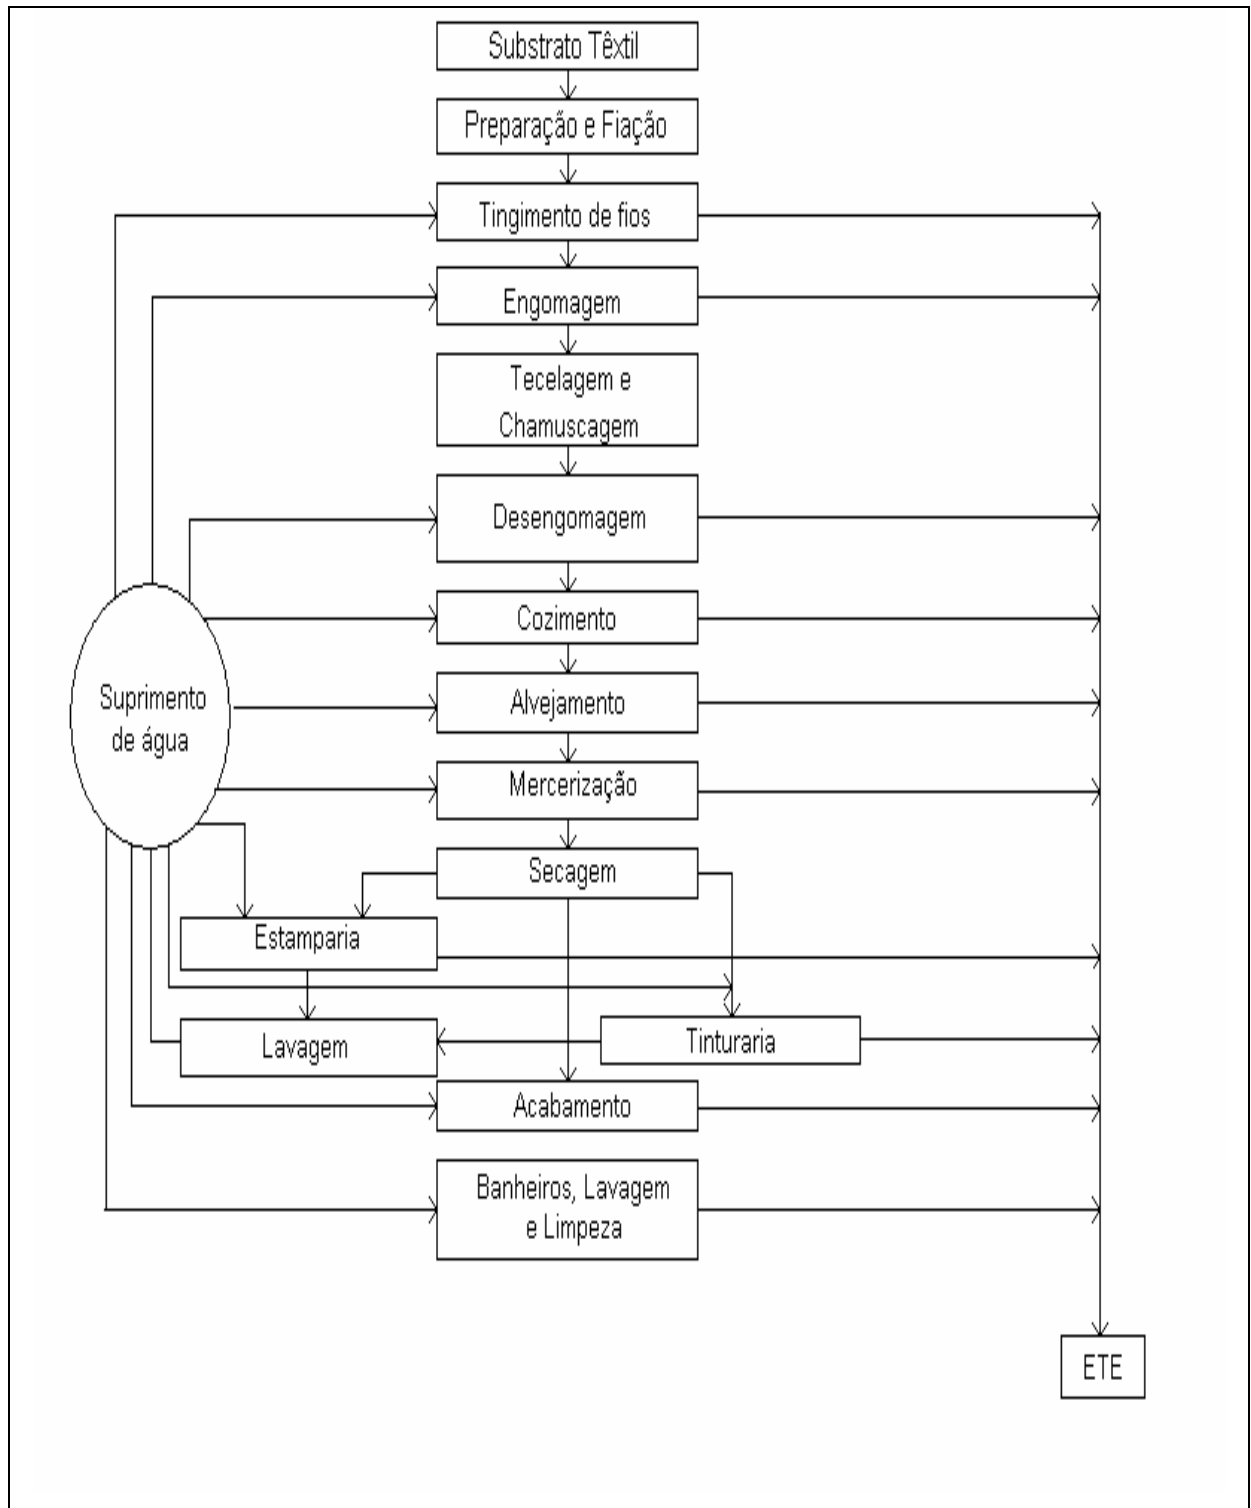 Substrato Têxtil
Preparação e Fiação
Tingimento de fios
Engomagem
Tecelagem e
Chamuscagem
Desengomagem
Cozimento
Suprimento
de água
Alvejamento
Mercerização
Secagem
Estamparia
Lavagem
Tinturaria
Acabamento
Banheiros, Lavagem
e Limpeza
ETE